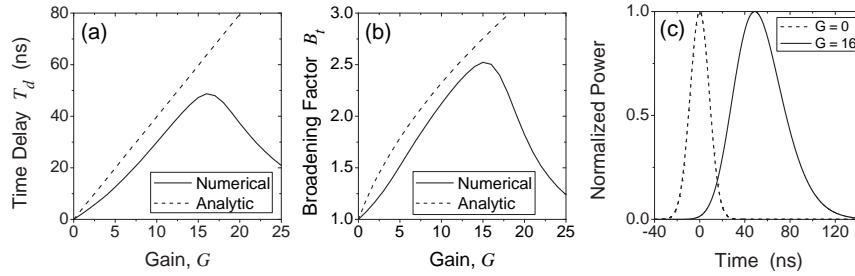 (a)
Time Delay T_d (ns)
80
60
40
20
0
0 5 10 15 20 25
Gain, G
Numerical
Analytic
(b)
Broadening Factor B_t
3.0
2.5
2.0
1.5
1.0
0 5 10 15 20 25
Gain, G
Numerical
Analytic
(c)
Normalized Power
1.0
0.5
0.0
-40 0 40 80 120
Time (ns)
G = 0
G = 16